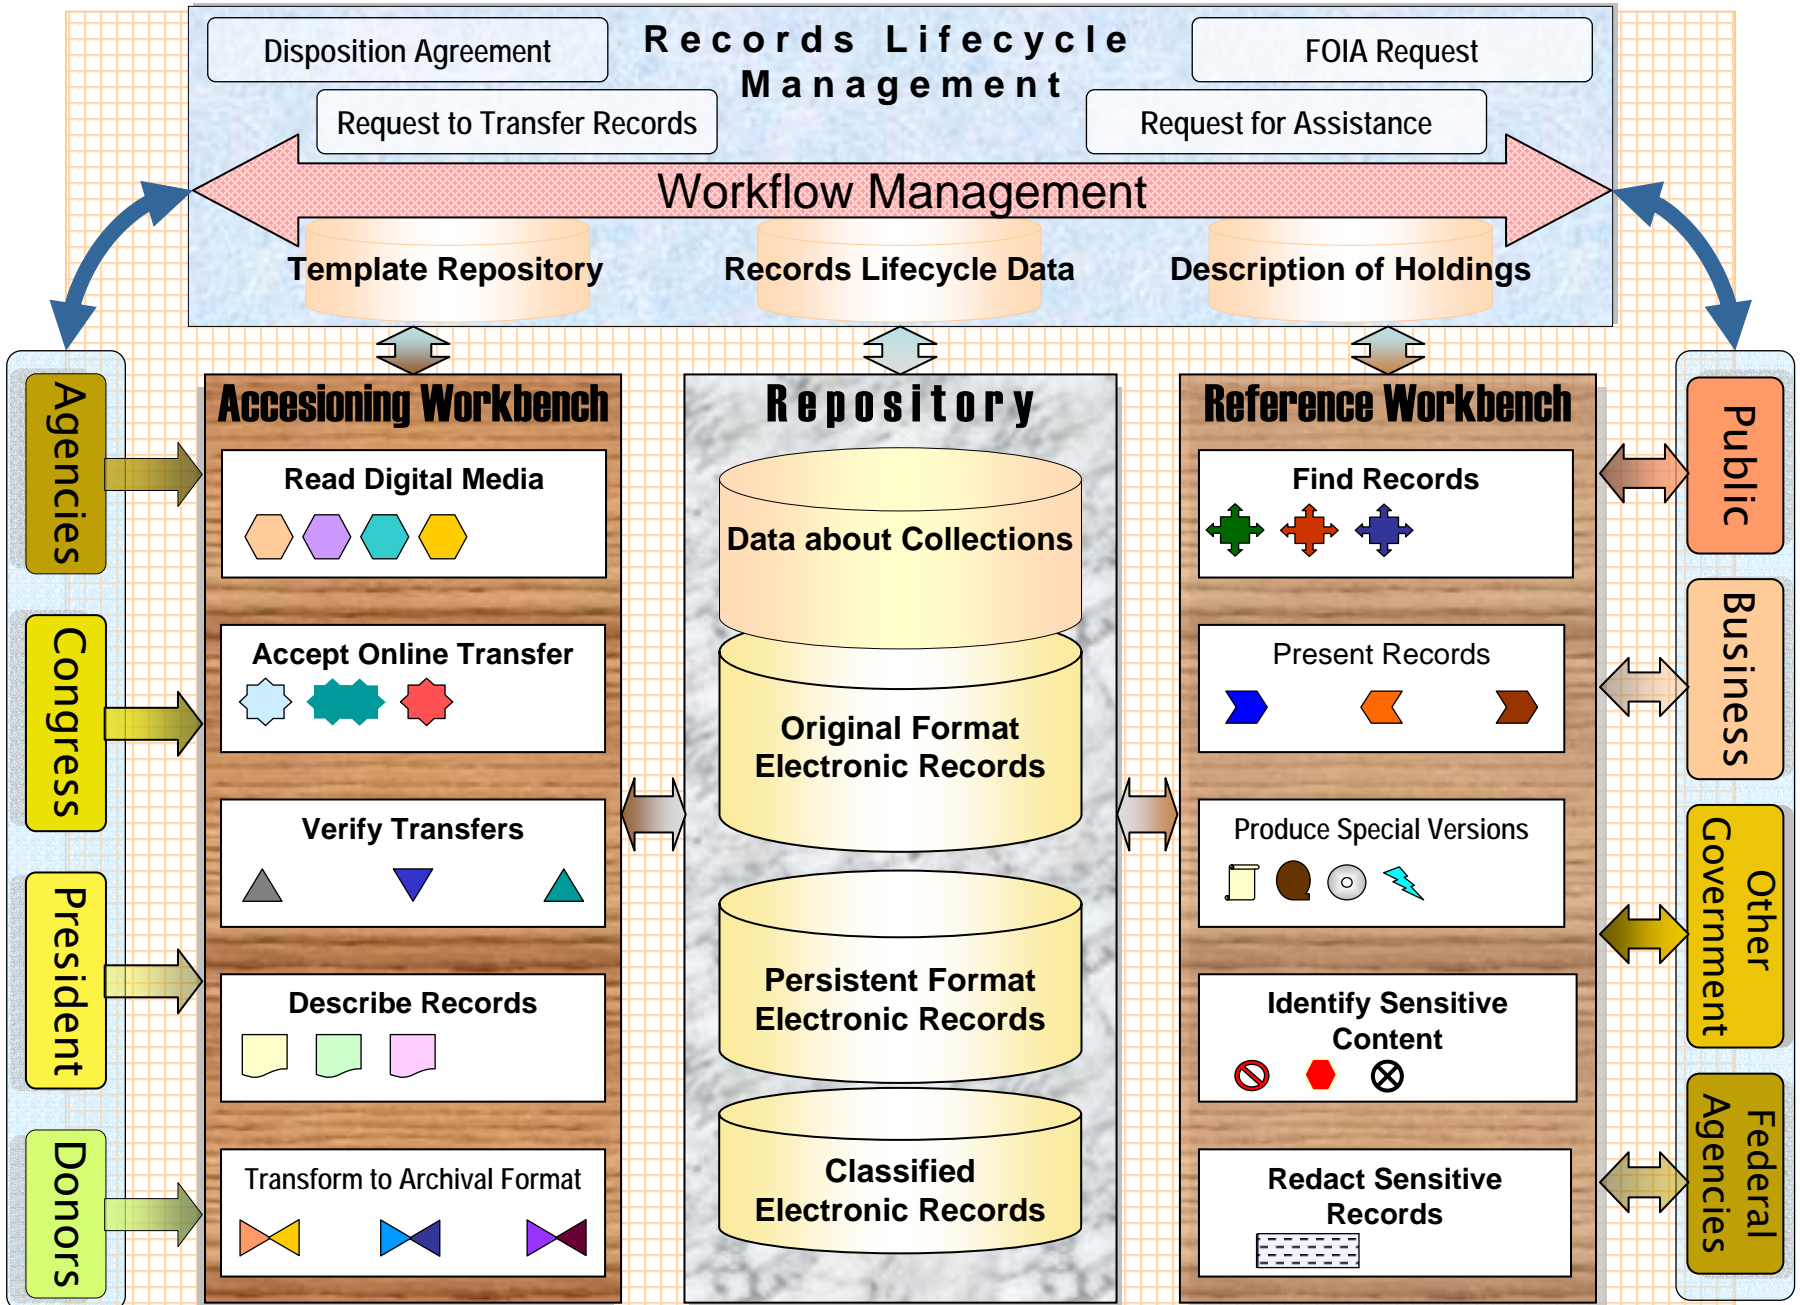 Records Lifecycle
Management
Disposition Agreement
FOIA Request
Request to Transfer Records
Request for Assistance
Workflow Management
Template Repository
Records Lifecycle Data
Description of Holdings
Agencies
Congress
President
Donors
Accesioning Workbench
Read Digital Media
Accept Online Transfer
Verify Transfers
Describe Records
Transform to Archival Format
Repository
Data about Collections
Original Format
Electronic Records
Persistent Format
Electronic Records
Classified
Electronic Records
Reference Workbench
Find Records
Present Records
Produce Special Versions
Identify Sensitive
Content
Redact Sensitive
Records
Public
Business
Other
Government
Federal
Agencies